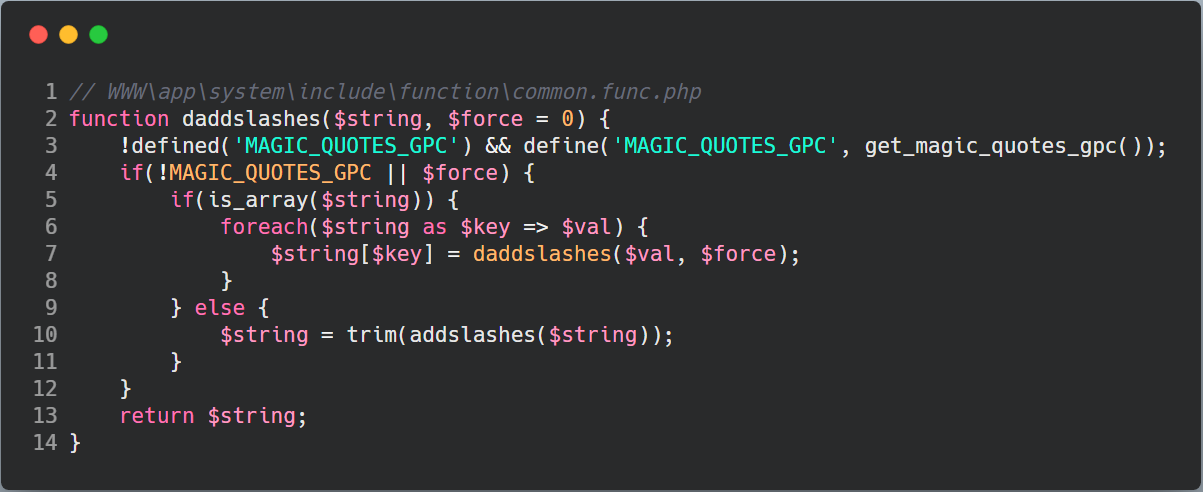 1 // WWW\app\system\include\function\common.func.php
2 function daddslashes($string, $force = 0) {
3     !defined('MAGIC_QUOTES_GPC') && define('MAGIC_QUOTES_GPC', get_magic_quotes_gpc());
4     if(!MAGIC_QUOTES_GPC || $force) {
5         if(is_array($string)) {
6             foreach($string as $key => $val) {
7                 $string[$key] = daddslashes($val, $force);
8             }
9         } else {
10             $string = trim(addslashes($string));
11         }
12     }
13     return $string;
14 }